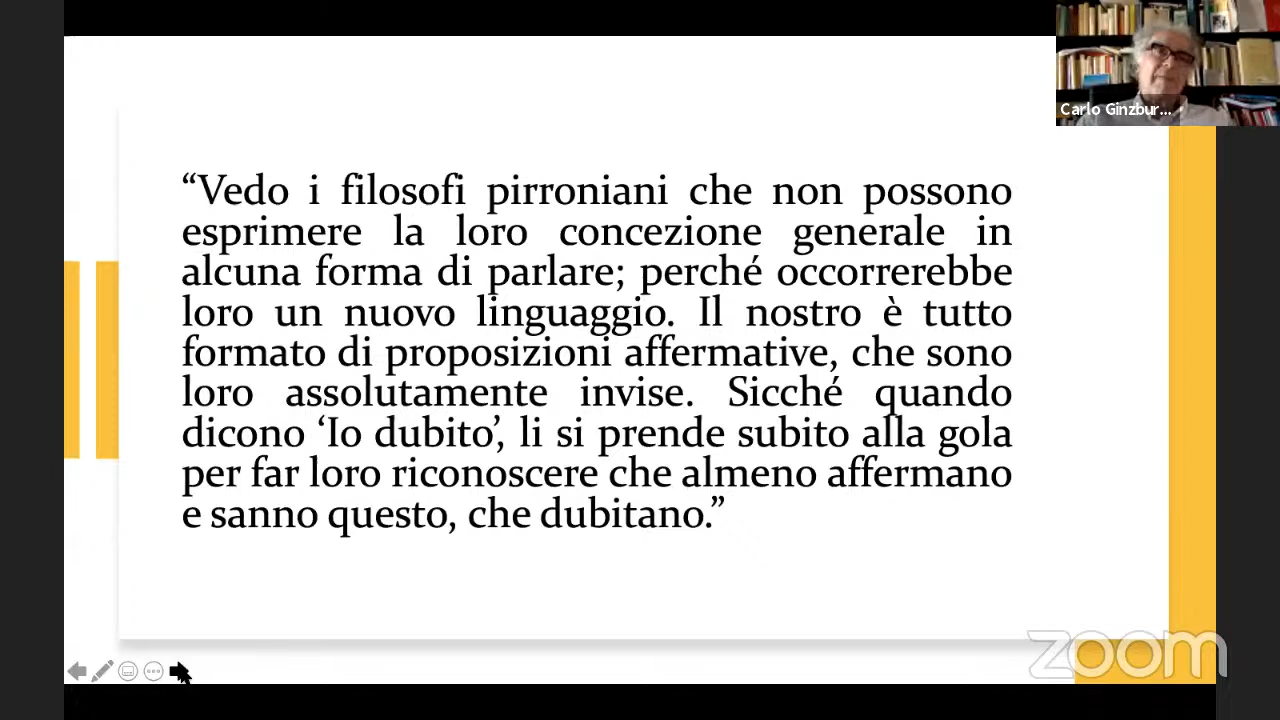 Carlo Ginzbur...
“Vedo i filosofi pirroniani che non possono
esprimere la loro concezione generale in
alcuna forma di parlare; perché occorrerebbe
loro un nuovo linguaggio. Il nostro è tutto
formato di proposizioni affermative, che sono
loro assolutamente invise. Sicché quando
dicono ‘Io dubito’, li si prende subito alla gola
per far loro riconoscere che almeno affermano
e sanno questo, che dubitano.”
zoom